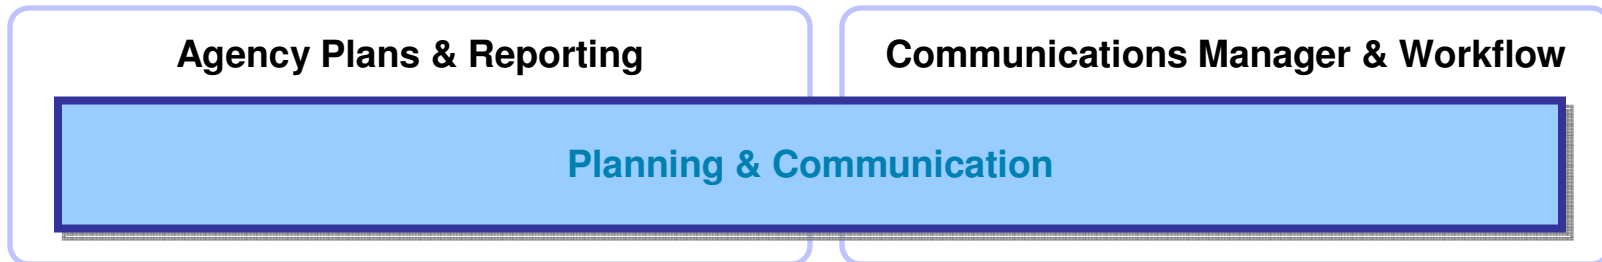 Agency Plans & Reporting
Communications Manager & Workflow
Planning & Communication